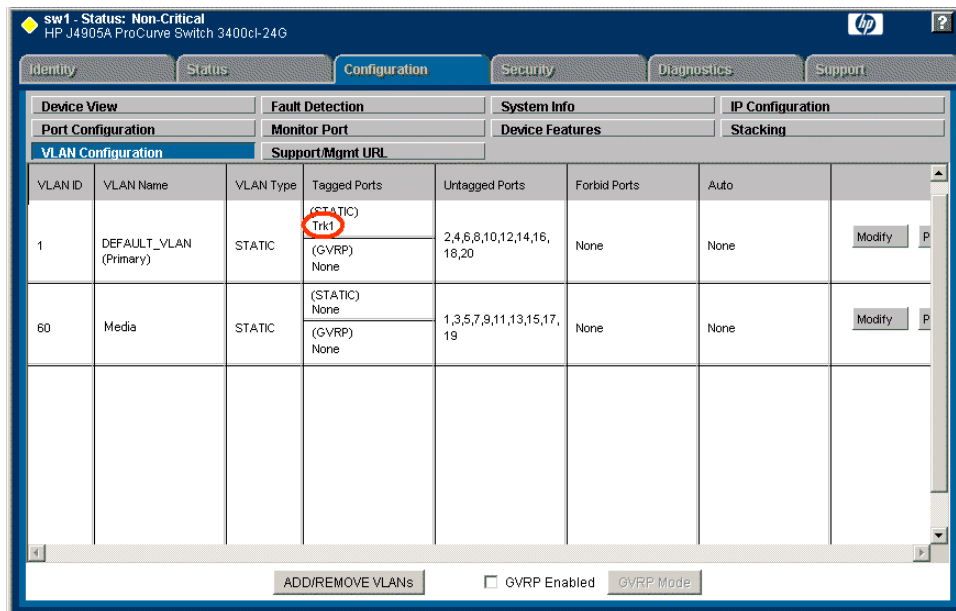 sw1 - Status: Non-Critical
HP J4905A ProCurve Switch 3400cl-24G
hp
?
Identity
Status
Configuration
Security
Diagnostics
Support
Device View
Fault Detection
System Info
IP Configuration
Port Configuration
Monitor Port
Device Features
Stacking
VLAN Configuration
Support/Mgmt URL
VLAN ID
VLAN Name
VLAN Type
Tagged Ports
Untagged Ports
Forbid Ports
Auto
1
DEFAULT_VLAN
(Primary)
STATIC
(STATIC)
Trk1
(GVRP)
None
2,4,6,8,10,12,14,16,
18,20
None
None
Modify
P
60
Media
STATIC
(STATIC)
None
(GVRP)
None
1,3,5,7,9,11,13,15,17,
19
None
None
Modify
P
ADD/REMOVE VLANs
GVRP Enabled
GVRP Mode